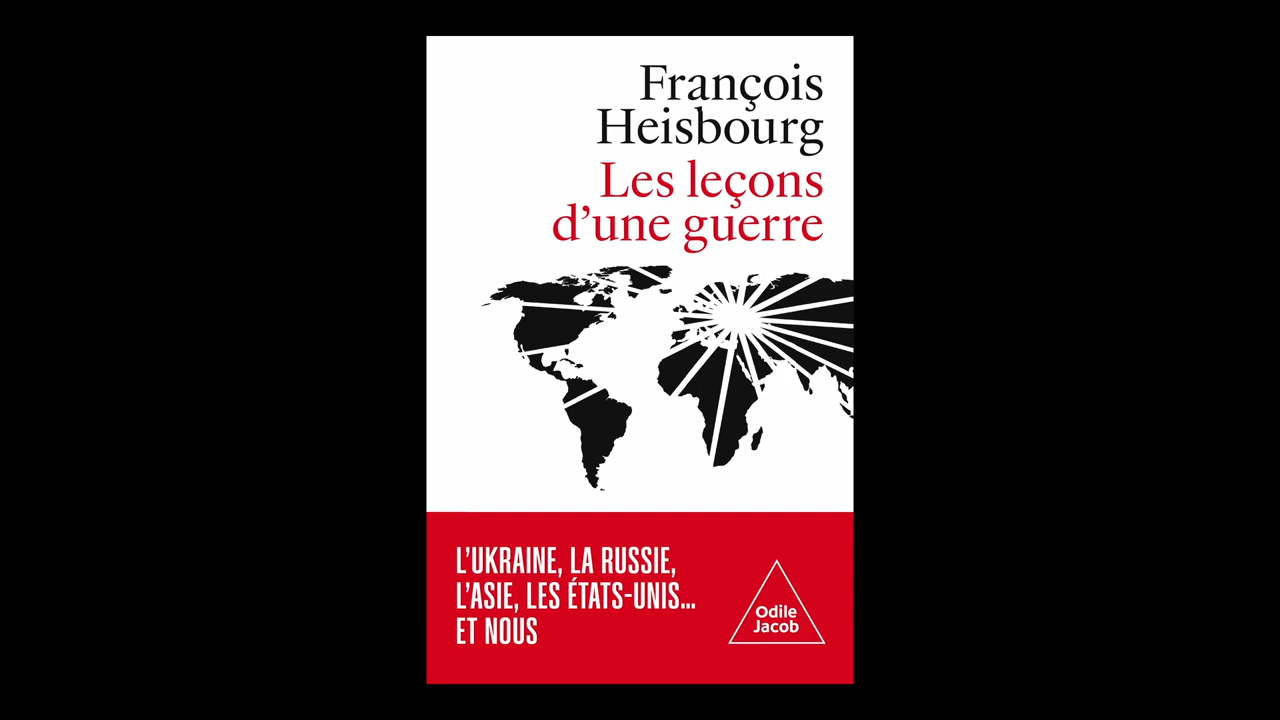 François
Heisbourg
Les leçons
d’une guerre
L’UKRAINE, LA RUSSIE,
L’ASIE, LES ÉTATS-UNIS...
ET NOUS
Odile
Jacob